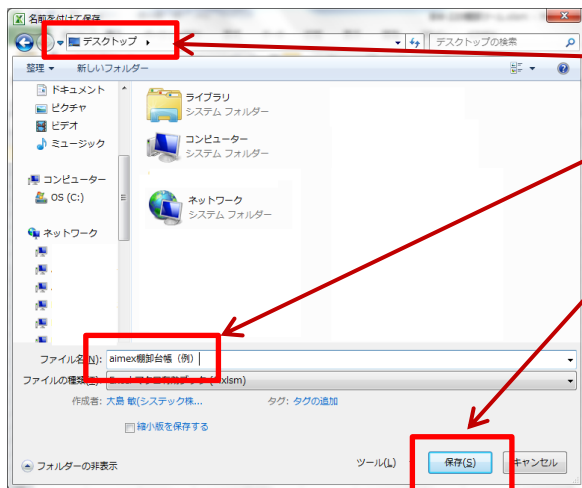 名前を付けて保存
デスクトップ
デスクトップの検索
整理 新しいフォルダー
ドキュメント
ピクチャ
ビデオ
ミュージック
コンピューター
OS (C:)
ネットワーク
ライブラリ
システム フォルダー
コンピューター
システム フォルダー
ネットワーク
システム フォルダー
ファイル名(N): aimex棚卸台帳（例）
ファイルの種類(T): Excel マクロ有効ブック (*.xlsm)
作成者: 大島 敏(システック株... タグ: タグの追加
縮小版を保存する
フォルダーの非表示
ツール(L) 保存(S) キャンセル